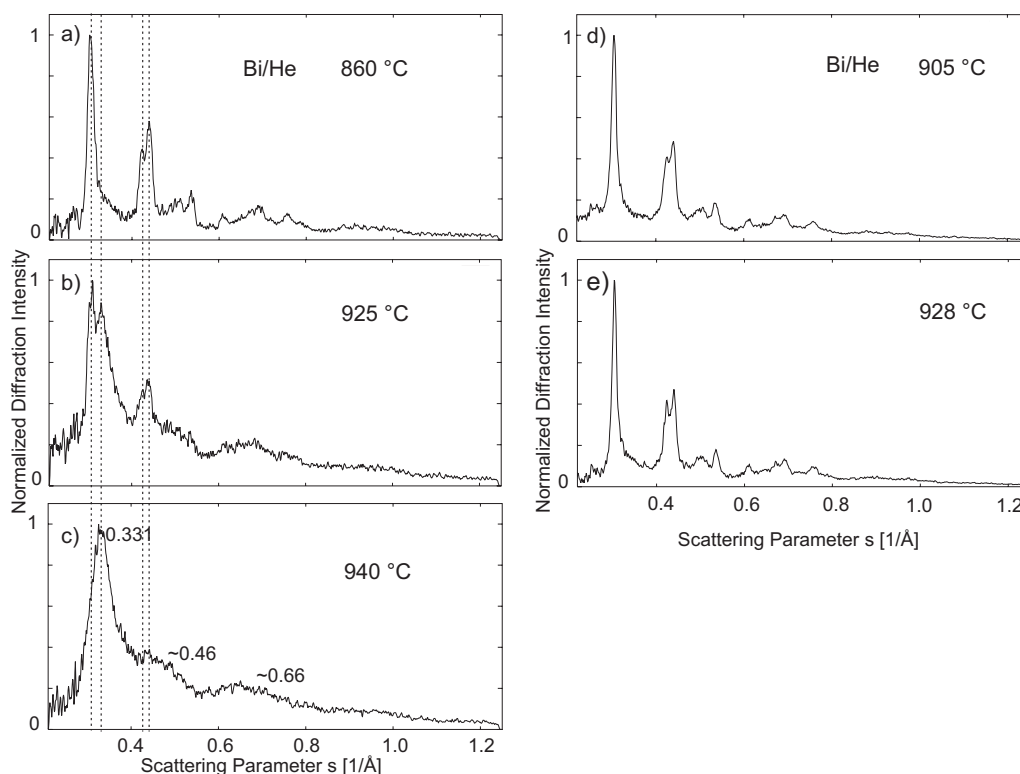 a)
Bi/He 860 °C
1
0
b)
925 °C
1
0
c)
0.331
940 °C
~0.46
~0.66
1
0
0.4 0.6 0.8 1.0 1.2
Scattering Parameter s [1/Å]
Normalized Diffraction Intensity
d)
Bi/He 905 °C
1
0
e)
928 °C
1
0
0.4 0.6 0.8 1.0 1.2
Scattering Parameter s [1/Å]
Normalized Diffraction Intensity